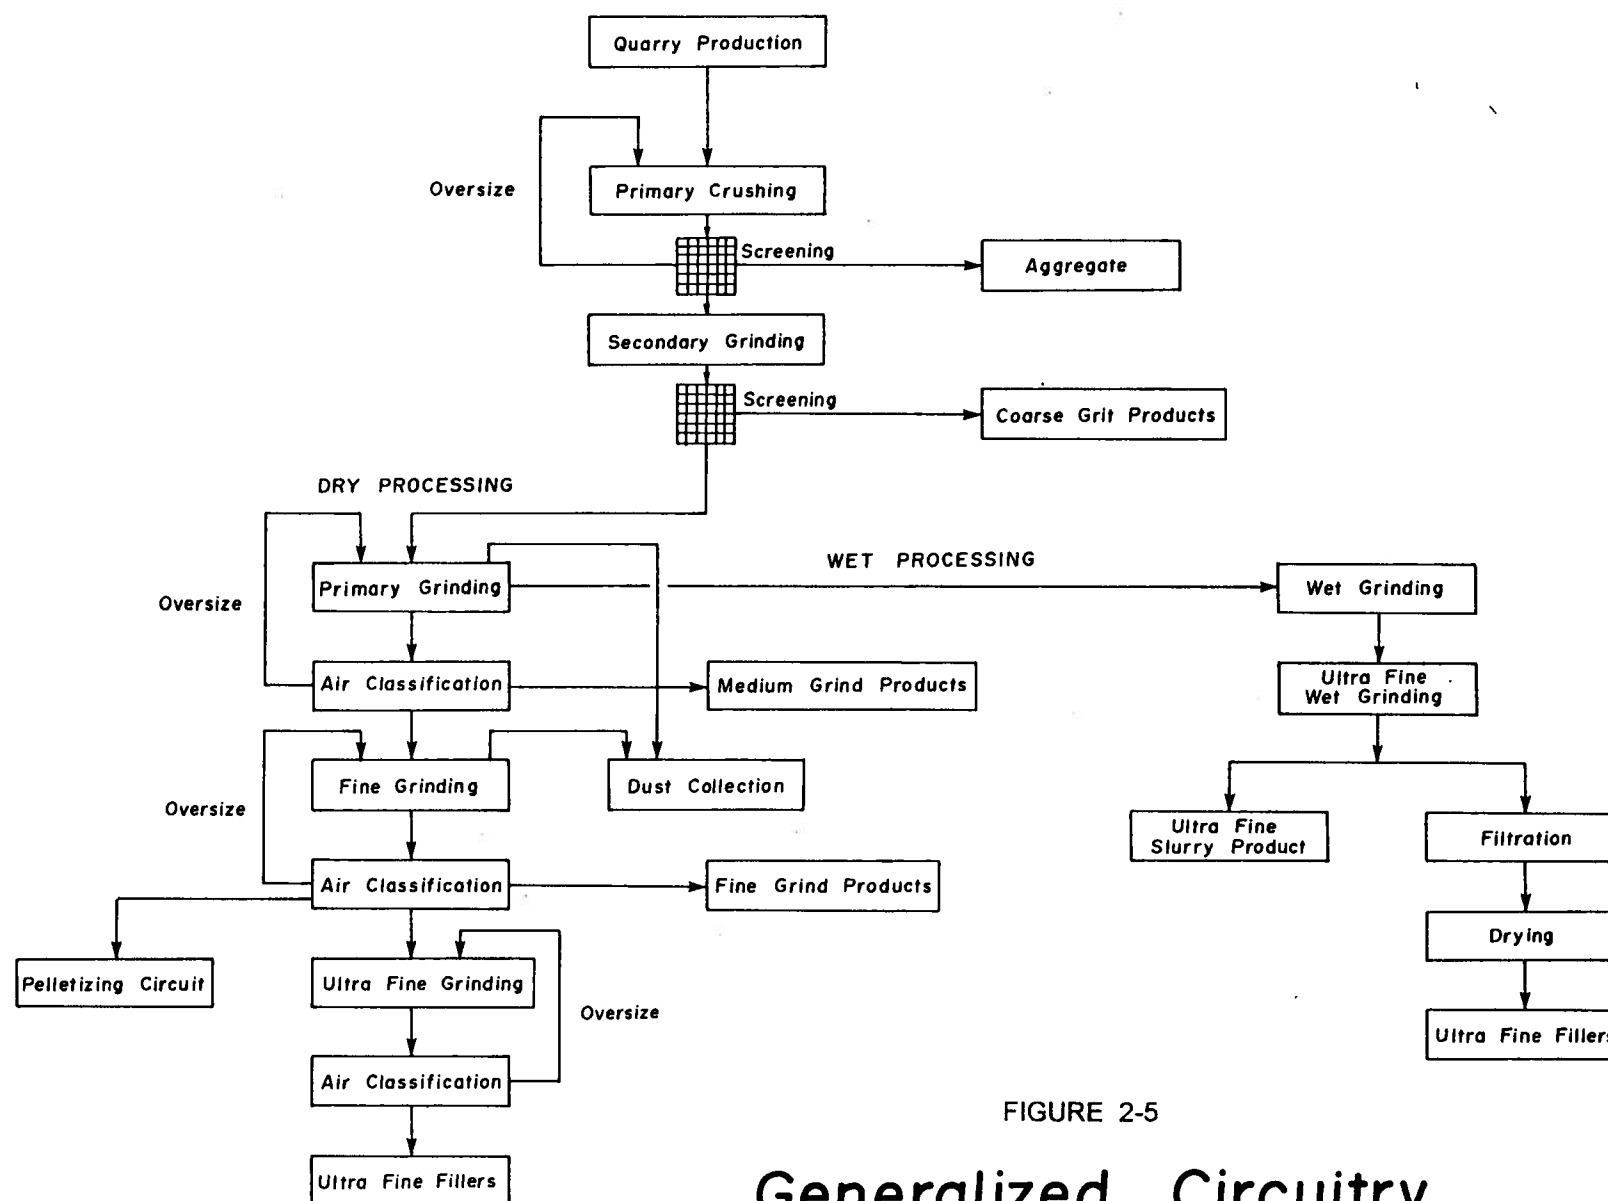 Quarry Production
Oversize
Primary Crushing
Screening
Aggregate
Secondary Grinding
Screening
Coarse Grit Products
DRY PROCESSING
WET PROCESSING
Primary Grinding
Wet Grinding
Oversize
Air Classification
Medium Grind Products
Ultra Fine
Wet Grinding
Fine Grinding
Dust Collection
Oversize
Ultra Fine
Slurry Product
Filtration
Air Classification
Fine Grind Products
Drying
Pelletizing Circuit
Ultra Fine Grinding
Oversize
Ultra Fine Fillers
Air Classification
FIGURE 2-5
Ultra Fine Fillers
Generalized Circuitry